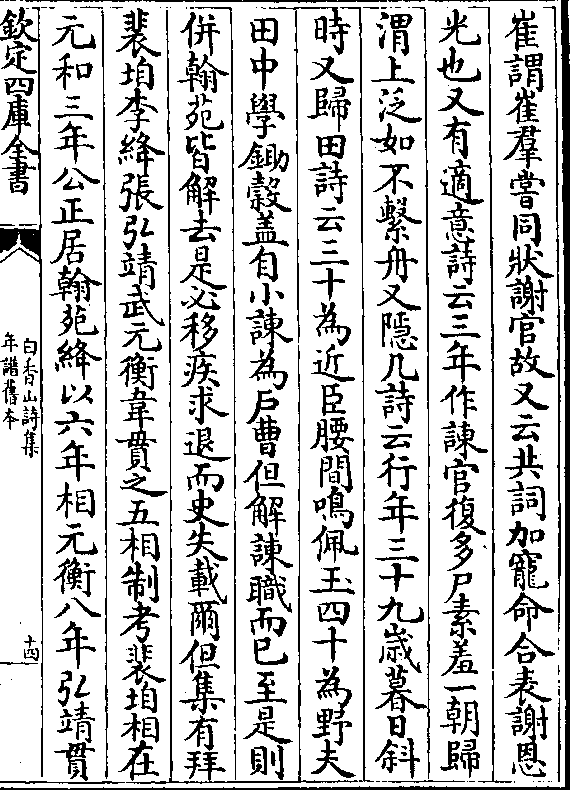 崔謂崔羣嘗同狀謝官故又云共詞加寵命合表謝恩
光也又有適意詩云三年作諫官復多尸素羞一朝歸
渭上泛如不繫舟又隱几詩云行年三十九歲暮日斜
時又歸田詩云三十為近臣腰間鳴佩玉四十為野夫
田中學鋤穀蓋自小諫為戶曹但解諫職而已至是則
併翰苑皆解去是必移疾求退而史失載爾但集有拜
裴垍李絳張弘靖武元衡韋貫之五相制考裴垍相在
元和三年公正居翰苑絳以六年相元衡八年弘靖貫
欽定四庫全書
白香山詩集
年譜舊本
十四